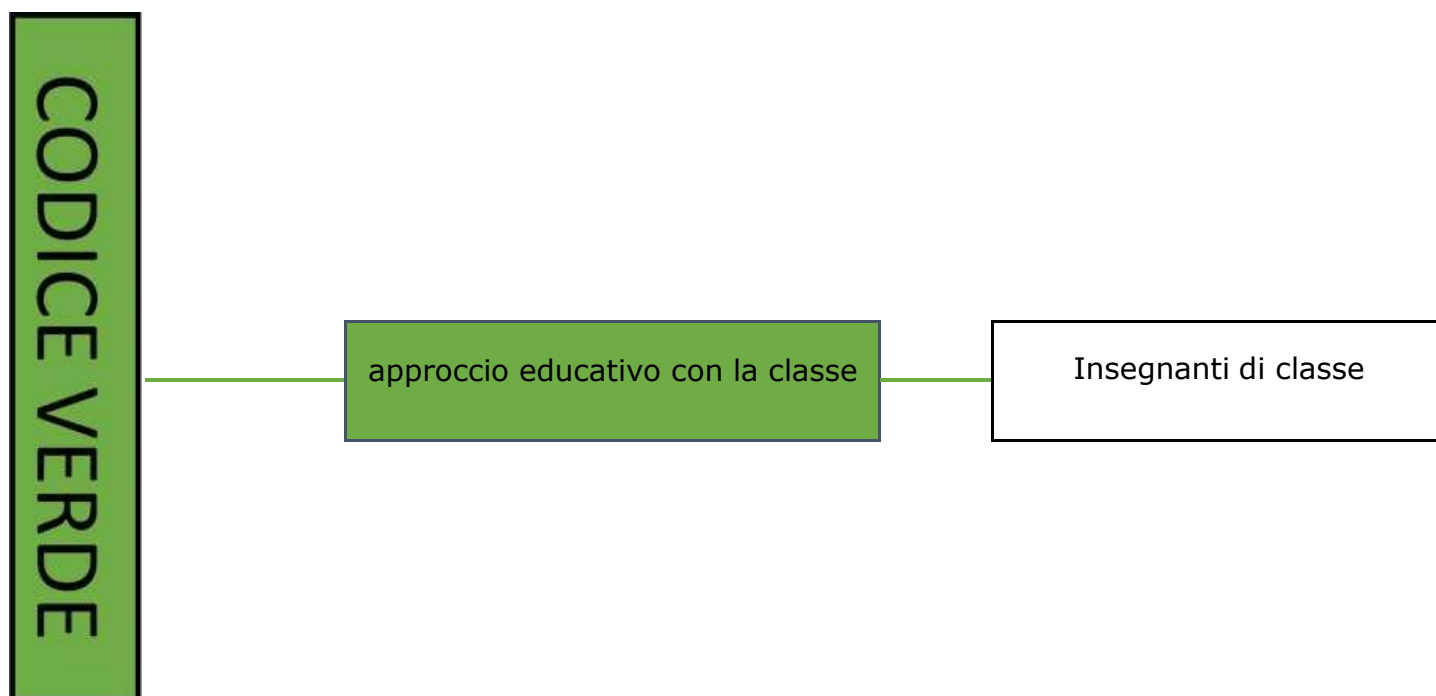 CODICE VERDE
approccio educativo con la classe
Insegnanti di classe